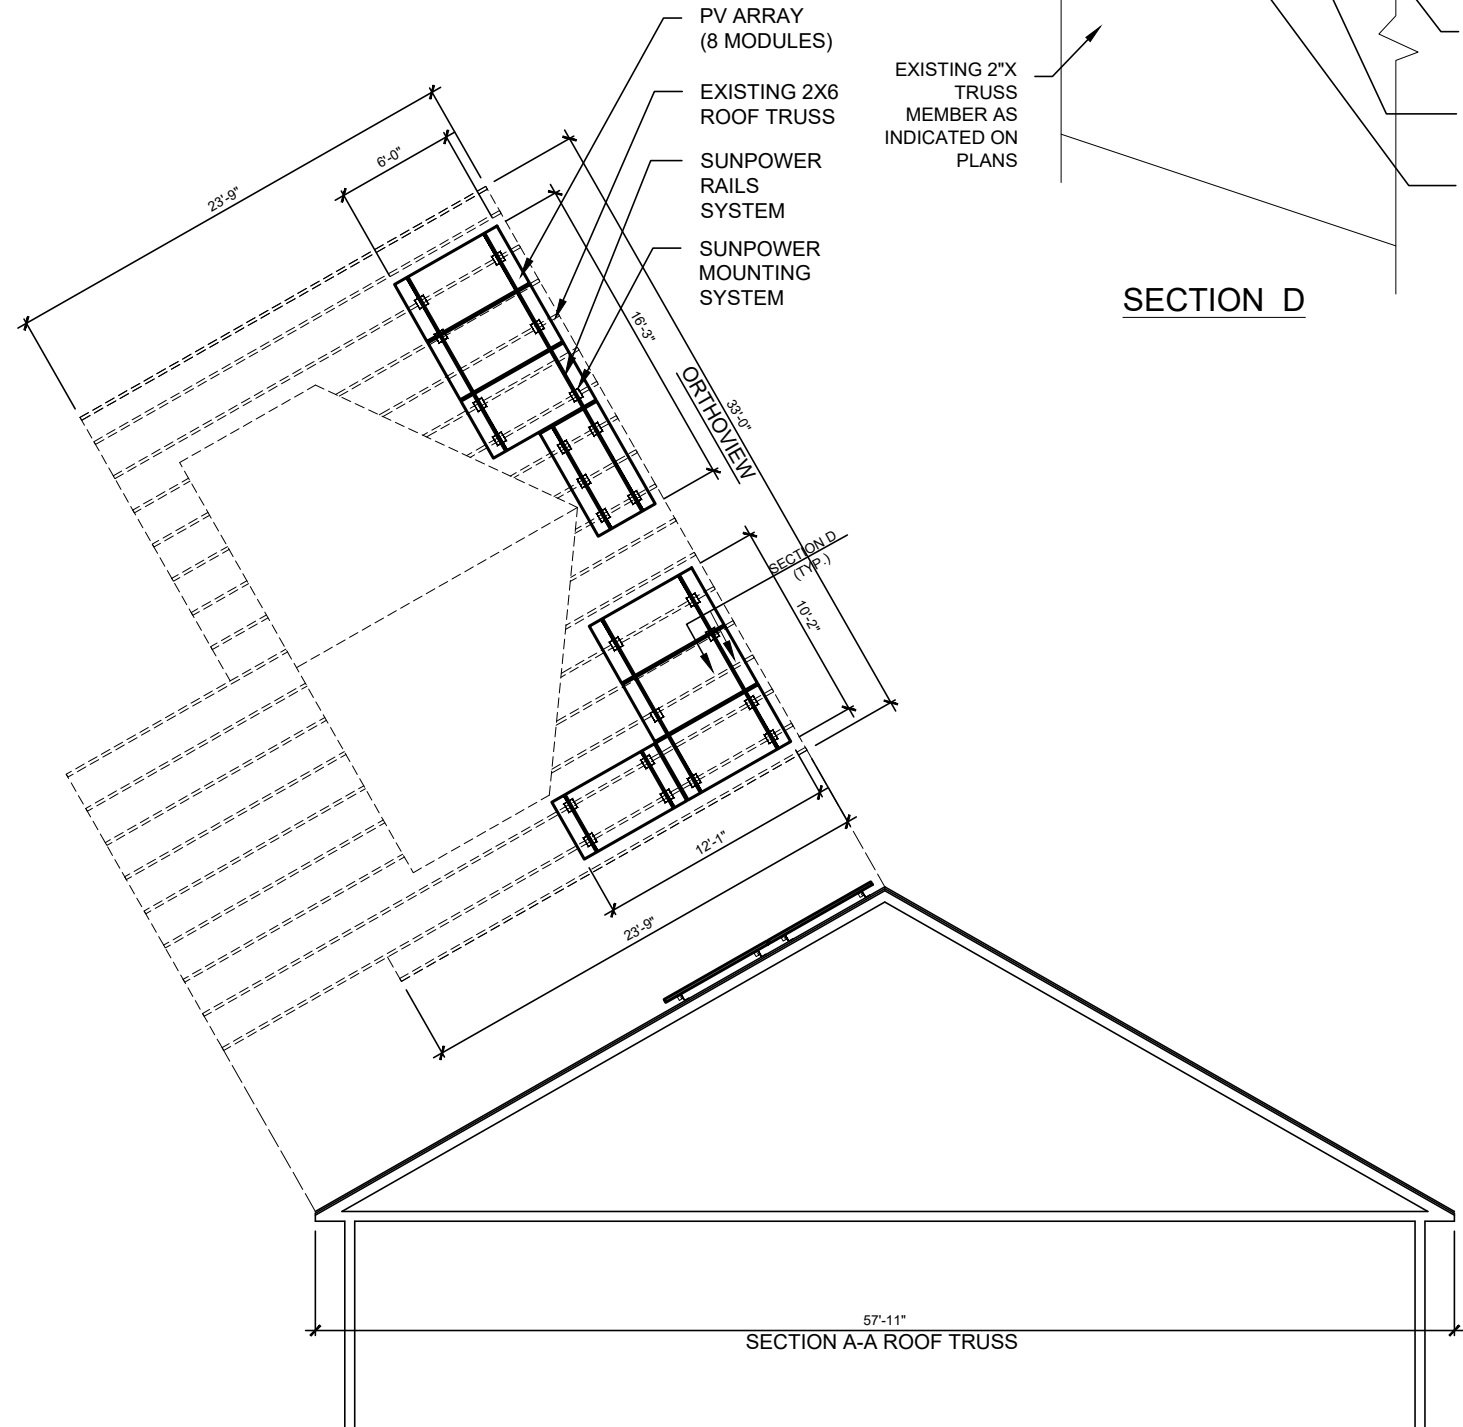 PV ARRAY
(8 MODULES)
EXISTING 2X6
ROOF TRUSS
SUNPOWER
RAILS
SYSTEM
SUNPOWER
MOUNTING
SYSTEM
EXISTING 2"X
TRUSS
MEMBER AS
INDICATED ON
PLANS
SECTION D
23'-9"
6'-0"
16'-3"
ORTHOVIEW
33'-0"
SECTION D
(TYP.)
10'-2"
12'-1"
23'-9"
57'-11"
SECTION A-A ROOF TRUSS